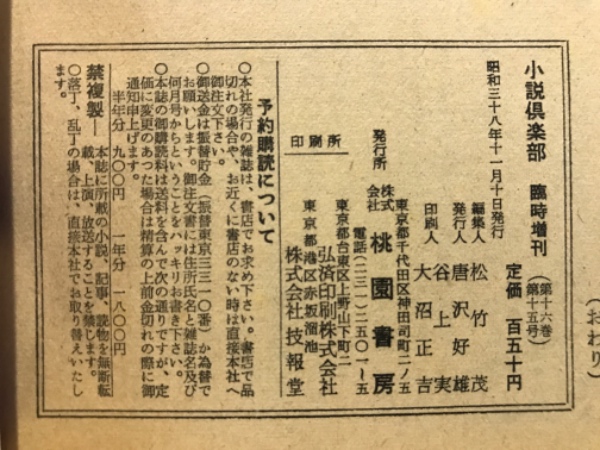 （おわり）
小説倶楽部 臨時増刊 （第十六巻 第十五号）
昭和三十八年十一月十日発行 定価 百五十円
編集人 松竹茂
発行人 唐沢好雄
谷上実
印刷人 大沼正吉
東京都千代田区神田司町二ノ五
発行所 株式会社 桃園書房
電話（二三一）二五〇一～五
東京都台東区上野山下町二
印刷所 弘済印刷株式会社
東京都港区赤坂溜池
株式会社 技報堂
予約購読について
〇本社発行の雑誌は、書店でお求め下さい。書店で品
切れの場合や、お近くに書店のない時は直接本社へ
御注文下さい。
〇御送金は振替貯金（振替東京三三一〇番）か為替で
お願いします。御注文書には住所氏名と雑誌名及び
何月号からということをハッキリお書き下さい。
〇本誌の御購読料は送料を含んで次の通りですが、定
価に変更のあった場合は精算の上前金切れの際に御
通知申上げます。
半年分 九〇〇円 一年分 一八〇〇円
禁複製― 本誌に所載の小説、記事、読物を無断転
載、上演、放送することを禁じます。
〇落丁、乱丁の場合は、直接本社でお取り替えいたし
ます。